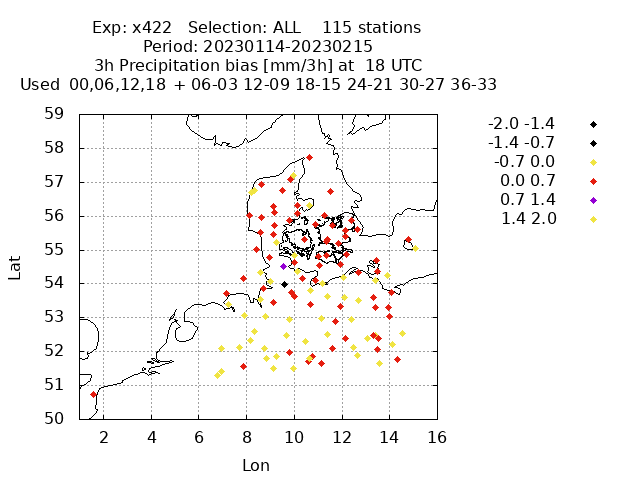 Exp: x422 Selection: ALL 115 stations
Period: 20230114-20230215
3h Precipitation bias [mm/3h] at 18 UTC
Used 00,06,12,18 + 06-03 12-09 18-15 24-21 30-27 36-33
-2.0 -1.4
-1.4 -0.7
-0.7 0.0
0.0 0.7
0.7 1.4
1.4 2.0
59
58
57
56
55
54
53
52
51
50
Lat
2 4 6 8 10 12 14 16
Lon